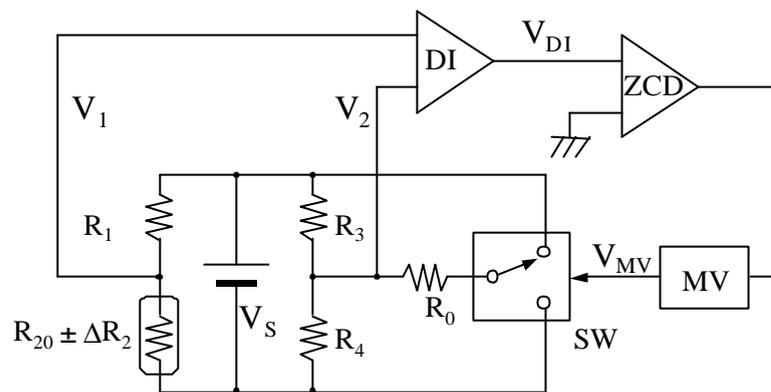 DI
V_DI
ZCD
V_1
V_2
R_1
R_3
V_MV
MV
R_0
V_S
R_20 ± ΔR_2
R_4
SW